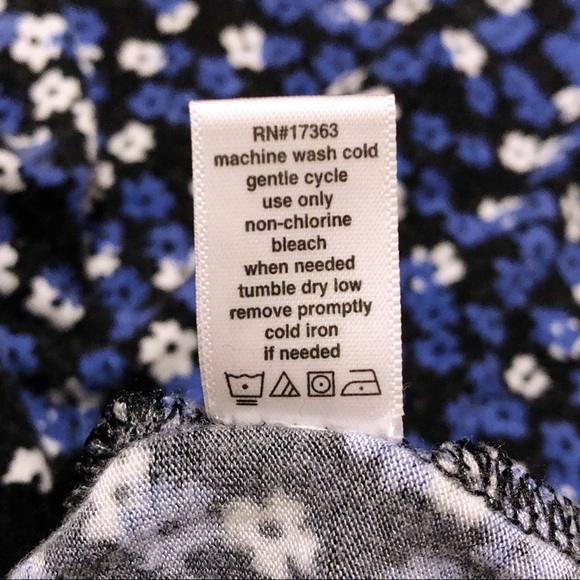 RN#17363
machine wash cold
gentle cycle
use only
non-chlorine
bleach
when needed
tumble dry low
remove promptly
cold iron
if needed